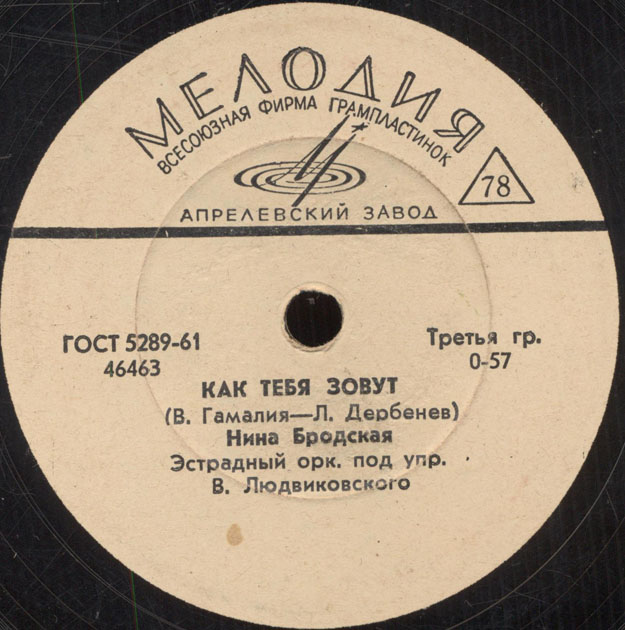 МЕЛОДИЯ
ВСЕСОЮЗНАЯ ФИРМА ГРАМПЛАСТИНОК
78
АПРЕЛЕВСКИЙ ЗАВОД
ГОСТ 5289-61
46463
Третья гр.
0-57
КАК ТЕБЯ ЗОВУТ
(В. Гамалия—Л. Дербенев)
Нина Бродская
Эстрадный орк. под упр.
В. Людвиковского